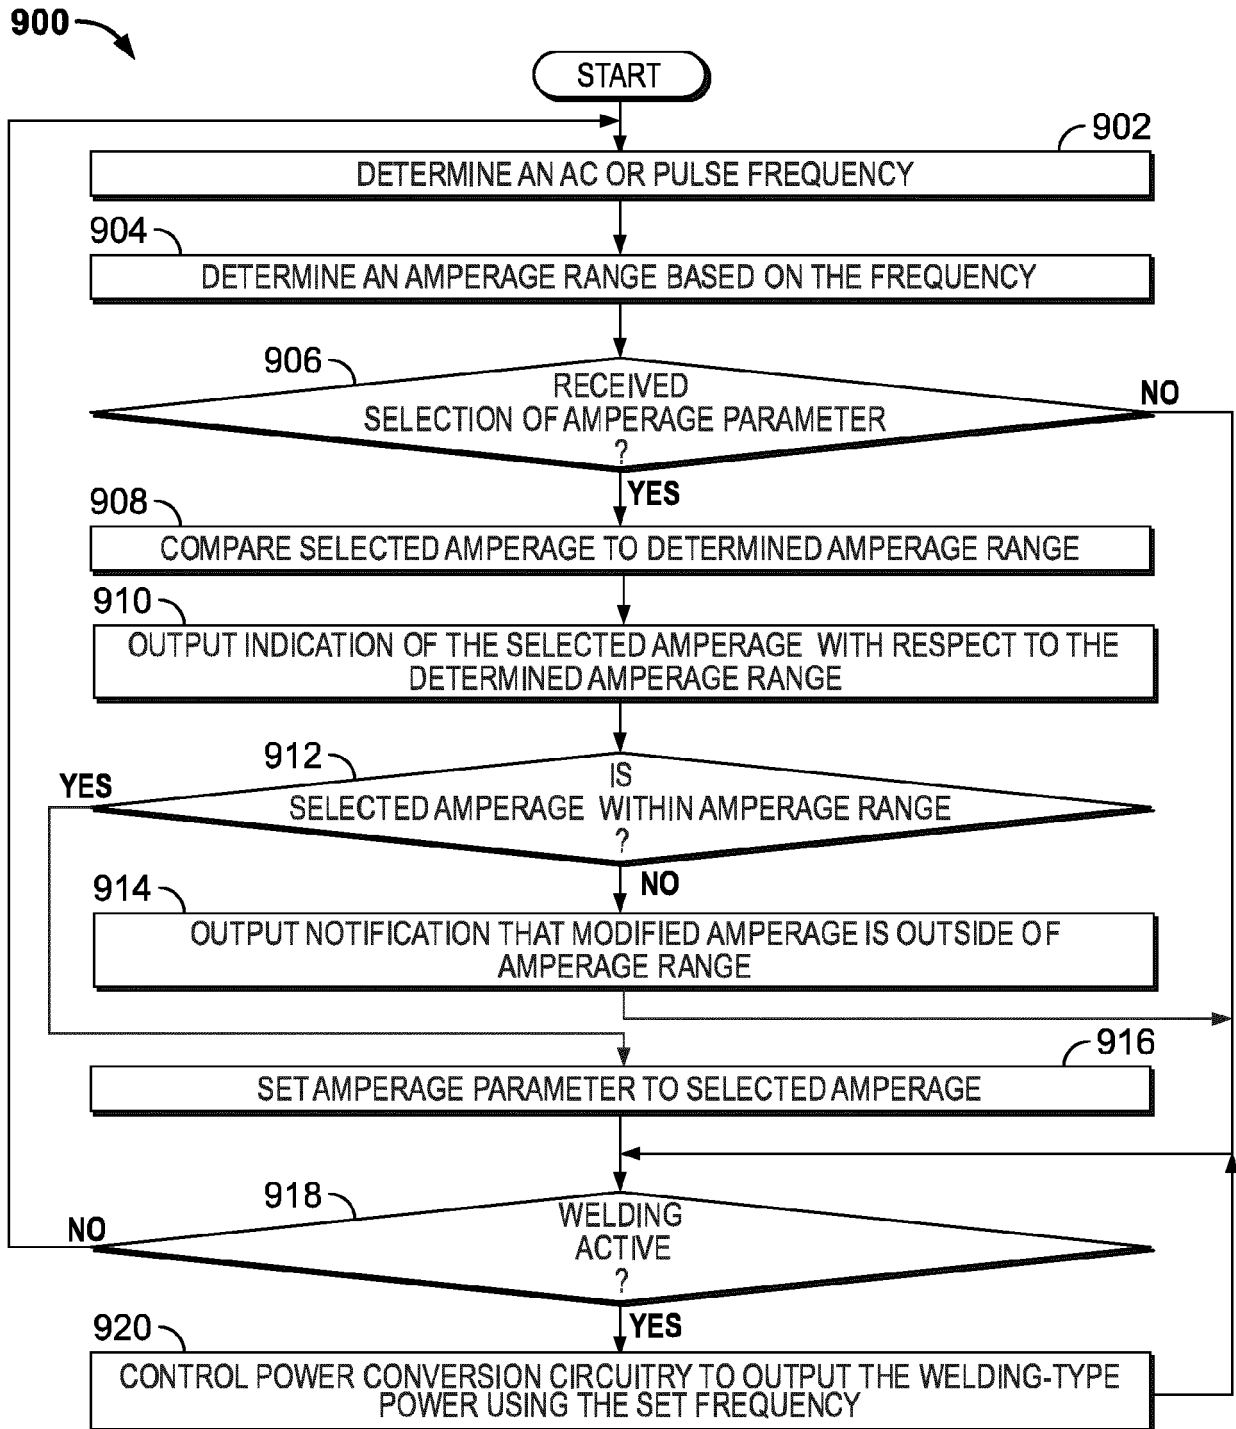 900
START
902
DETERMINE AN AC OR PULSE FREQUENCY
904
DETERMINE AN AMPERAGE RANGE BASED ON THE FREQUENCY
906
RECEIVED
SELECTION OF AMPERAGE PARAMETER
?
NO
YES
908
COMPARE SELECTED AMPERAGE TO DETERMINED AMPERAGE RANGE
910
OUTPUT INDICATION OF THE SELECTED AMPERAGE WITH RESPECT TO THE
DETERMINED AMPERAGE RANGE
912
YES
IS
SELECTED AMPERAGE WITHIN AMPERAGE RANGE
?
NO
914
OUTPUT NOTIFICATION THAT MODIFIED AMPERAGE IS OUTSIDE OF
AMPERAGE RANGE
916
SET AMPERAGE PARAMETER TO SELECTED AMPERAGE
918
NO
WELDING
ACTIVE
?
YES
920
CONTROL POWER CONVERSION CIRCUITRY TO OUTPUT THE WELDING-TYPE
POWER USING THE SET FREQUENCY